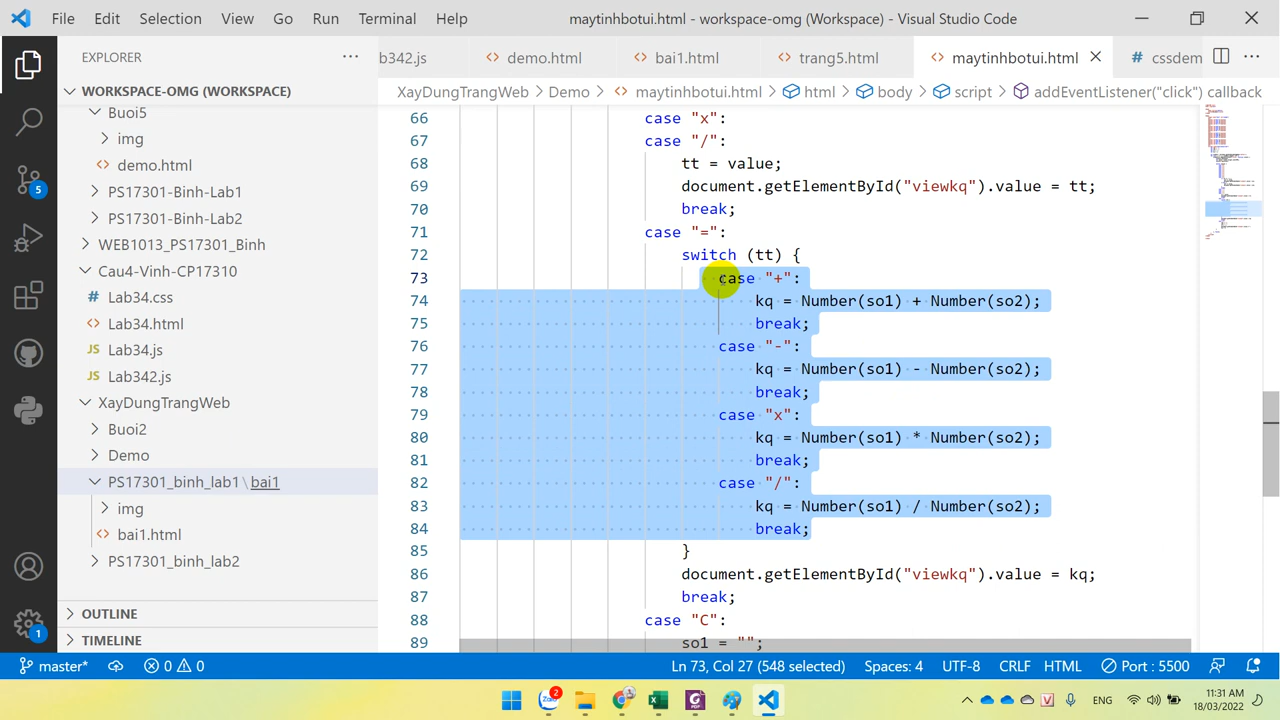 File Edit Selection View Go Run Terminal Help
maytinhbotui.html - workspace-omg (Workspace) - Visual Studio Code
EXPLORER
b342.js demo.html bai1.html trang5.html maytinhbotui.html cssdem
WORKSPACE-OMG (WORKSPACE)
XayDungTrangWeb > Demo > maytinhbotui.html > html > body > script > addEventListener("click") callback
Buoi5
img
demo.html
PS17301-Binh-Lab1
PS17301-Binh-Lab2
WEB1013_PS17301_Binh
Cau4-Vinh-CP17310
Lab34.css
Lab34.html
Lab34.js
Lab342.js
XayDungTrangWeb
Buoi2
Demo
PS17301_binh_lab1\bai1
img
bai1.html
PS17301_binh_lab2
OUTLINE
TIMELINE
5
1
66 case "x":
67 case "/":
68 tt = value;
69 document.getElementById("viewkq").value = tt;
70 break;
71 case "=":
72 switch (tt) {
73 case "+":
74 kq = Number(so1) + Number(so2);
75 break;
76 case "-":
77 kq = Number(so1) - Number(so2);
78 break;
79 case "x":
80 kq = Number(so1) * Number(so2);
81 break;
82 case "/":
83 kq = Number(so1) / Number(so2);
84 break;
85 }
86 document.getElementById("viewkq").value = kq;
87 break;
88 case "C":
89 so1 = "";
master* 0 0 Ln 73, Col 27 (548 selected) Spaces: 4 UTF-8 CRLF HTML Port : 5500
2
ENG
11:31 AM
18/03/2022